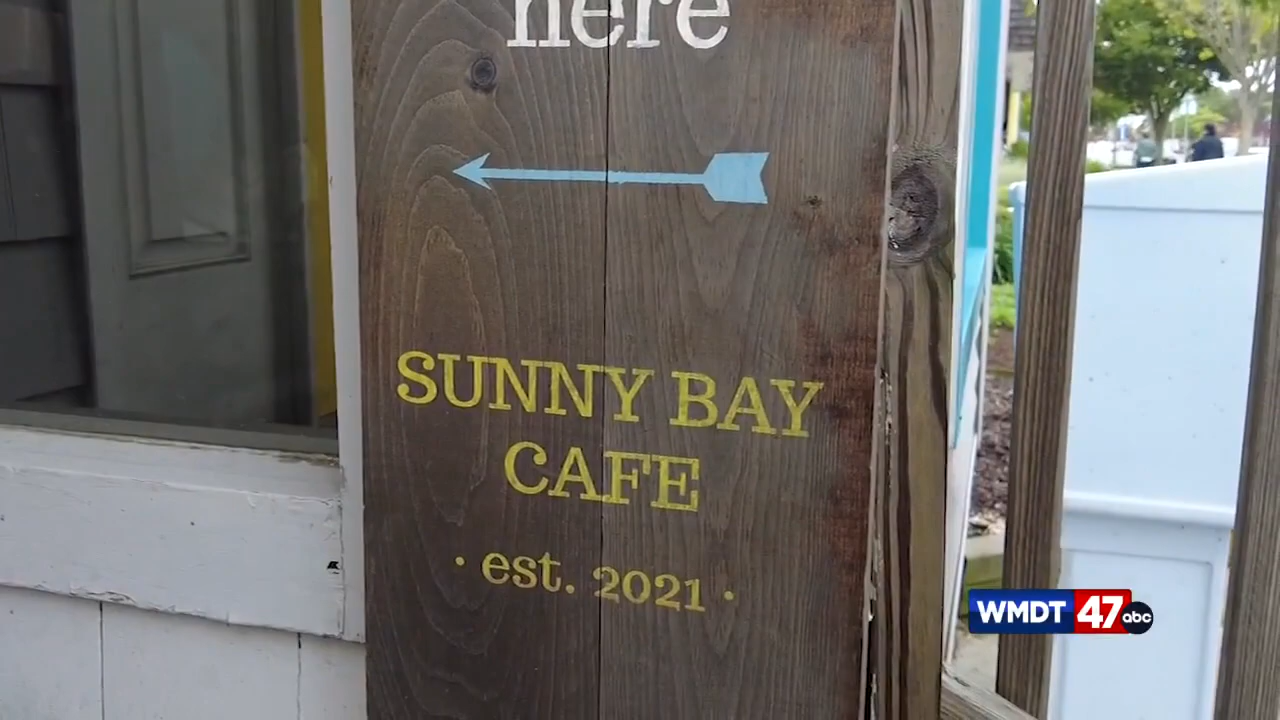 here
SUNNY BAY
CAFE
· est. 2021 ·
WMDT 47 abc